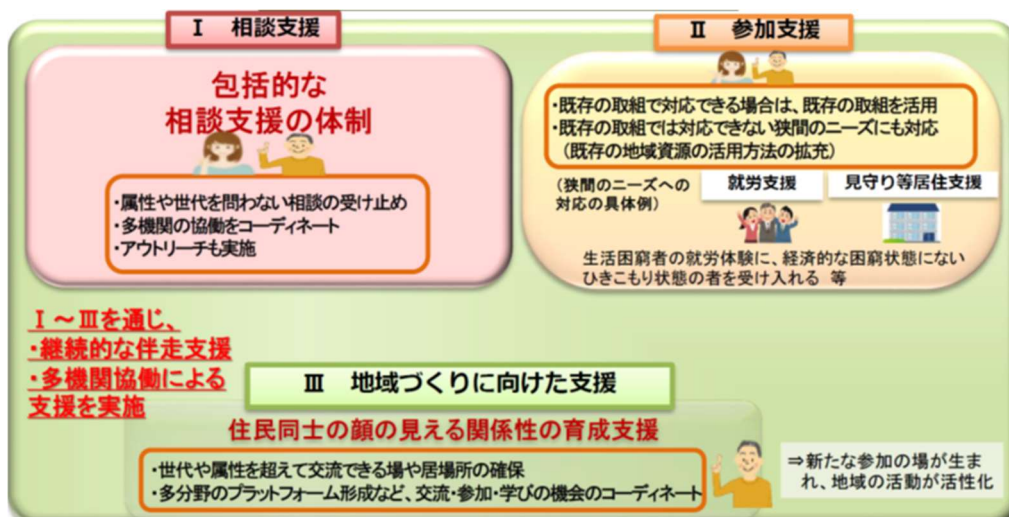 Ⅰ 相談支援
包括的な
相談支援の体制
・属性や世代を問わない相談の受け止め
・多機関の協働をコーディネート
・アウトリーチも実施
Ⅱ 参加支援
・既存の取組で対応できる場合は、既存の取組を活用
・既存の取組では対応できない狭間のニーズにも対応
(既存の地域資源の活用方法の拡充)
(狭間のニーズへの
対応の具体例)
就労支援
見守り等居住支援
生活困窮者の就労体験に、経済的な困窮状態にない
ひきこもり状態の者を受け入れる 等
Ⅰ～Ⅲを通じ、
・継続的な伴走支援
・多機関協働による
支援を実施
Ⅲ 地域づくりに向けた支援
住民同士の顔の見える関係性の育成支援
・世代や属性を超えて交流できる場や居場所の確保
・多分野のプラットフォーム形成など、交流・参加・学びの機会のコーディネート
⇒新たな参加の場が生ま
れ、地域の活動が活性化